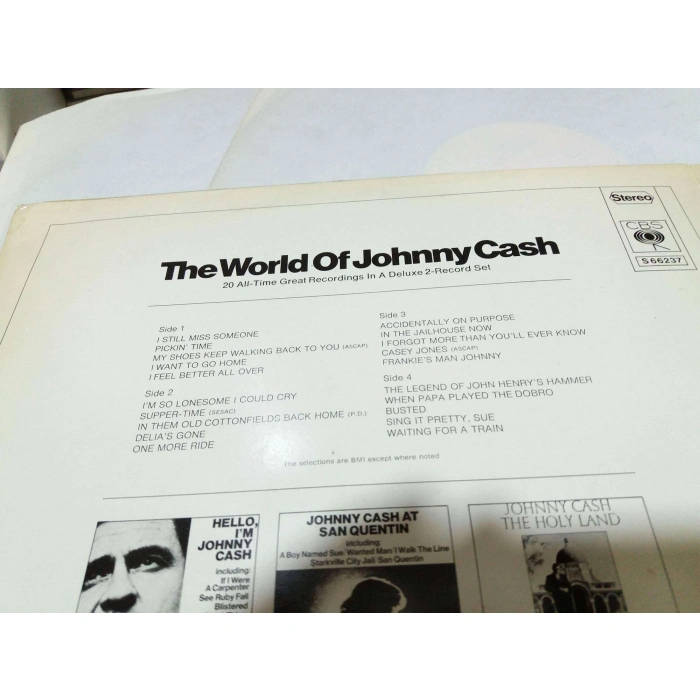 Stereo
CBS
S 66237
The World Of Johnny Cash
20 All-Time Great Recordings In A Deluxe 2-Record Set
Side 1
I STILL MISS SOMEONE
PICKIN' TIME
MY SHOES KEEP WALKING BACK TO YOU (ASCAP)
I WANT TO GO HOME
I FEEL BETTER ALL OVER
Side 2
I'M SO LONESOME I COULD CRY
SUPPER-TIME (SESAC)
IN THEM OLD COTTONFIELDS BACK HOME (P.D.)
DELIA'S GONE
ONE MORE RIDE
Side 3
ACCIDENTALLY ON PURPOSE
IN THE JAILHOUSE NOW
I FORGOT MORE THAN YOU'LL EVER KNOW
CASEY JONES (ASCAP)
FRANKIE'S MAN JOHNNY
Side 4
THE LEGEND OF JOHN HENRY'S HAMMER
WHEN PAPA PLAYED THE DOBRO
BUSTED
SING IT PRETTY, SUE
WAITING FOR A TRAIN
The selections are BMI except where noted
HELLO,
I'M
JOHNNY
CASH
including:
If I Were
A Carpenter
See Ruby Fall
Blistered
JOHNNY CASH AT
SAN QUENTIN
including:
A Boy Named Sue/Wanted Man/I Walk The Line
Starkville City Jail/San Quentin
JOHNNY CASH
THE HOLY LAND